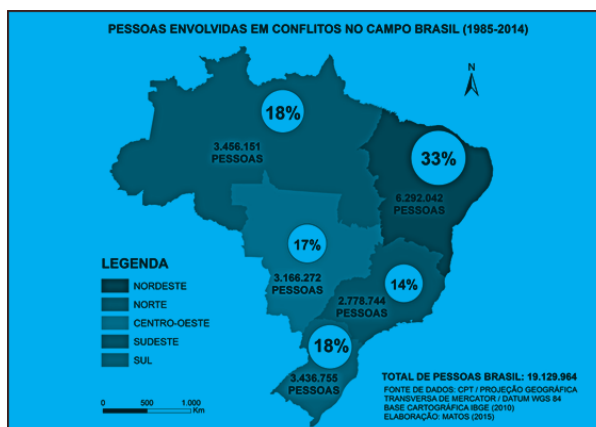 PESSOAS ENVOLVIDAS EM CONFLITOS NO CAMPO BRASIL (1985-2014)
N
18%
3.456.151
PESSOAS
33%
6.292.042
PESSOAS
17%
3.166.272
PESSOAS
14%
2.778.744
PESSOAS
18%
3.436.755
PESSOAS
LEGENDA
NORDESTE
NORTE
CENTRO-OESTE
SUDESTE
SUL
0 500 1.000
Km
TOTAL DE PESSOAS BRASIL: 19.129.964
FONTE DE DADOS: CPT / PROJEÇÃO GEOGRÁFICA
TRANSVERSA DE MERCATOR / DATUM WGS 84
BASE CARTOGRÁFICA IBGE (2010)
ELABORAÇÃO: MATOS (2015)